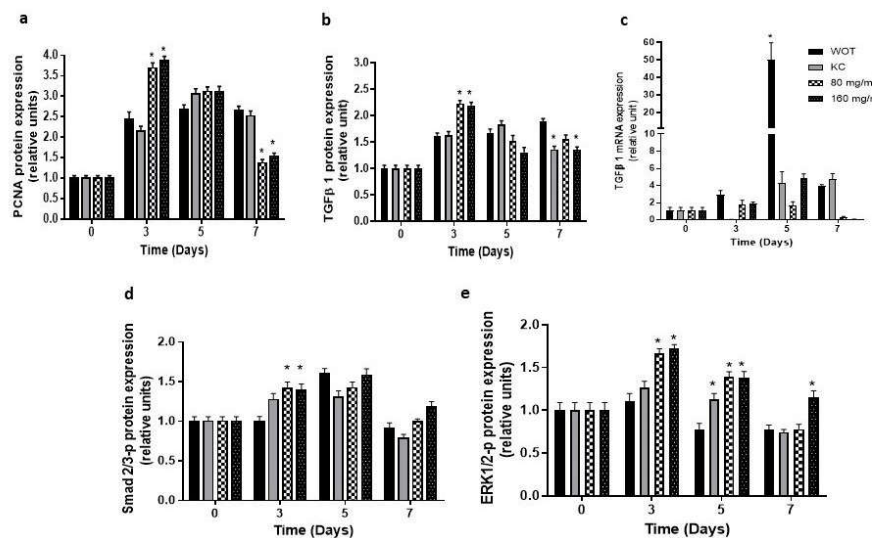 a
PCNA protein expression
(relative units)
4.0
3.5
3.0
2.5
2.0
1.5
1.0
0.5
0.0
* *
* *
0 3 5 7
Time (Days)
b
TGFβ 1 protein expression
(relative unit)
3.0
2.5
2.0
1.5
1.0
0.5
0.0
* *
* *
0 3 5 7
Time (Days)
c
TGFβ 1 mRNA expression
(relative unit)
60
50
40
30
20
10
8
6
4
2
0
*
0 3 5 7
Time (Days)
WOT
KC
80 mg/m
160 mg/m
d
Smad 2/3-p protein expression
(relative units)
2.0
1.5
1.0
0.5
0.0
* *
0 3 5 7
Time (Days)
e
ERK1/2-p protein expression
(relative units)
2.0
1.5
1.0
0.5
0.0
* *
* * *
*
0 3 5 7
Time (Days)